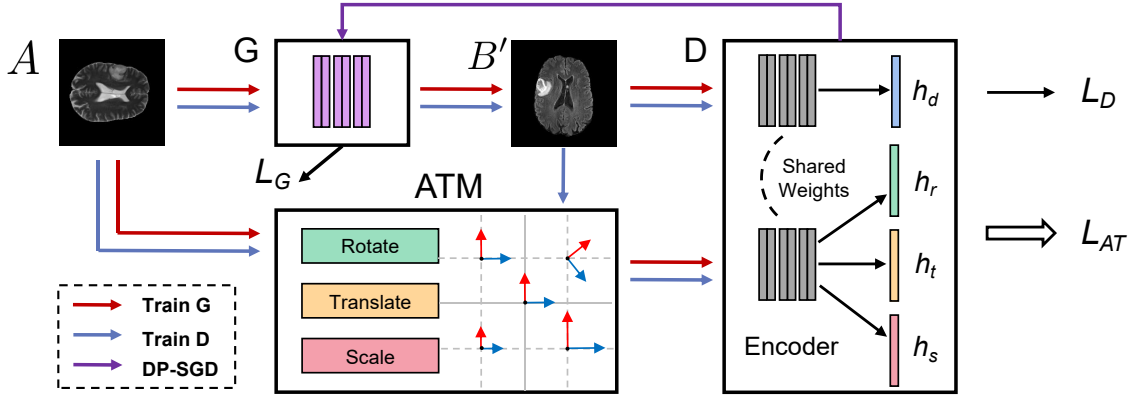 A
G
B′
D
L_G
ATM
Rotate
Translate
Scale
Shared
Weights
Encoder
h_d
h_r
h_t
h_s
L_D
L_AT
Train G
Train D
DP-SGD